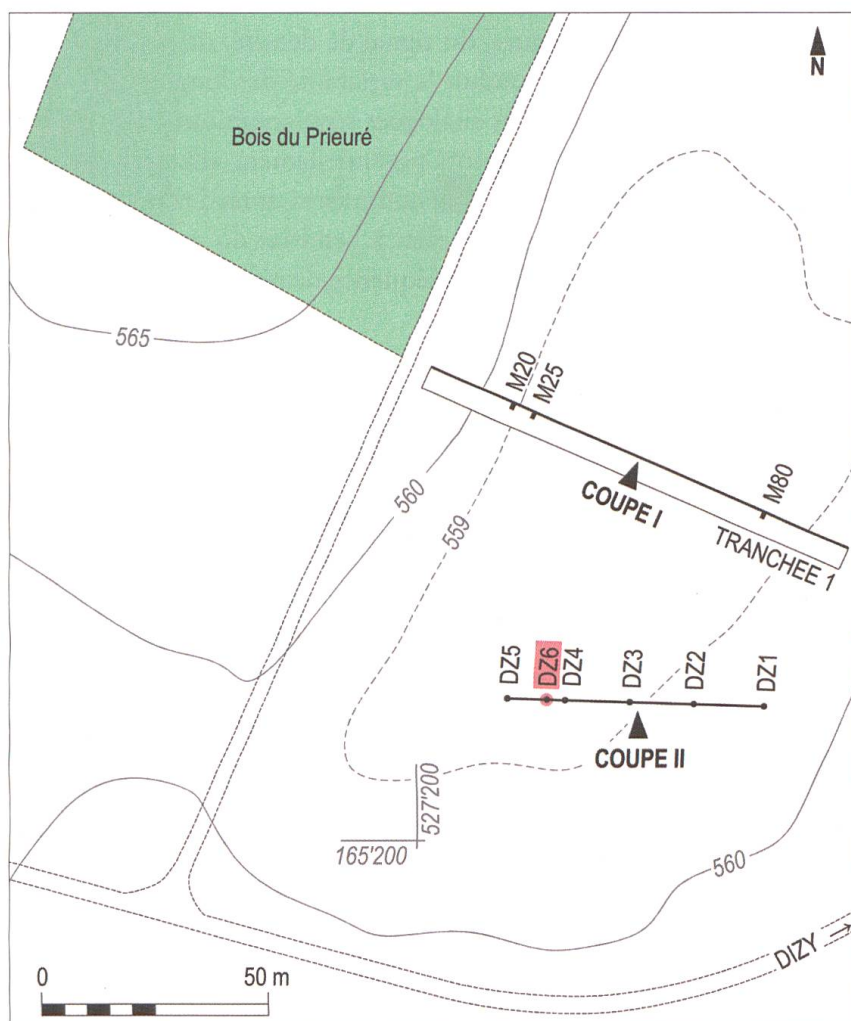 N
Bois du Prieuré
565
M20
M25
560
559
COUPE I
M80
TRANCHEE 1
DZ5
DZ6
DZ4
DZ3
DZ2
DZ1
COUPE II
527'200
165'200
560
DIZY →
0 50 m